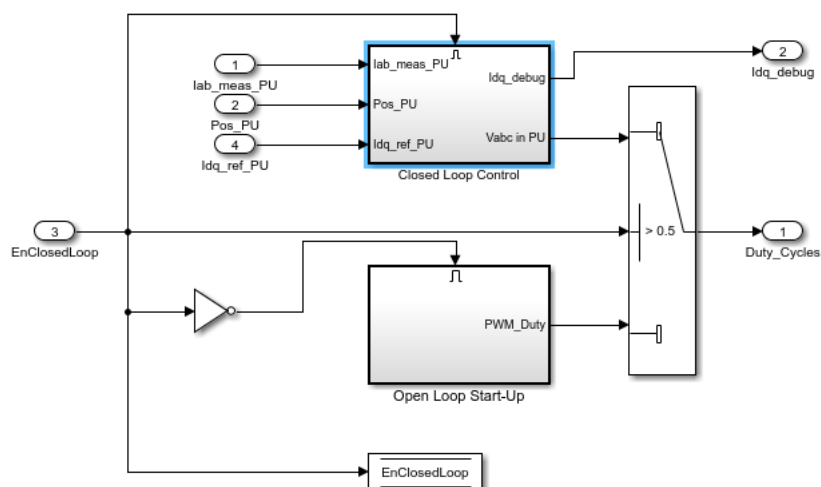 1
Iab_meas_PU
2
Pos_PU
4
Idq_ref_PU
Iab_meas_PU
Pos_PU
Idq_ref_PU
Idq_debug
Vabc in PU
Closed Loop Control
2
Idq_debug
3
EnClosedLoop
> 0.5
1
Duty_Cycles
PWM_Duty
Open Loop Start-Up
EnClosedLoop